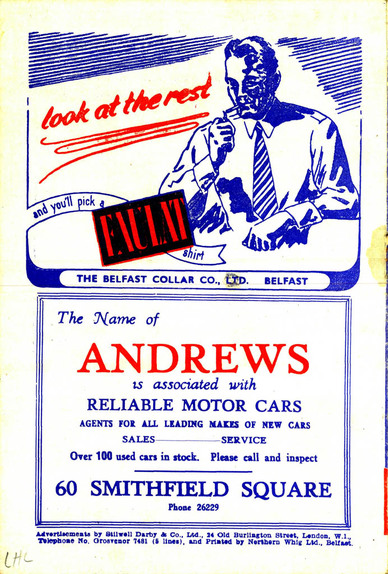 look at the rest
and you'll pick a
FAULAT
shirt
THE BELFAST COLLAR CO., LTD. BELFAST
The Name of
ANDREWS
is associated with
RELIABLE MOTOR CARS
AGENTS FOR ALL LEADING MAKES OF NEW CARS
SALES————SERVICE
Over 100 used cars in stock. Please call and inspect
60 SMITHFIELD SQUARE
Phone 26229
Advertisements by Stilwell Darby & Co., Ltd., 24 Old Burlington Street, London, W.1.,
Telephone No. Grosvenor 7481 (5 lines), and Printed by Northern Whig Ltd., Belfast.
LHL